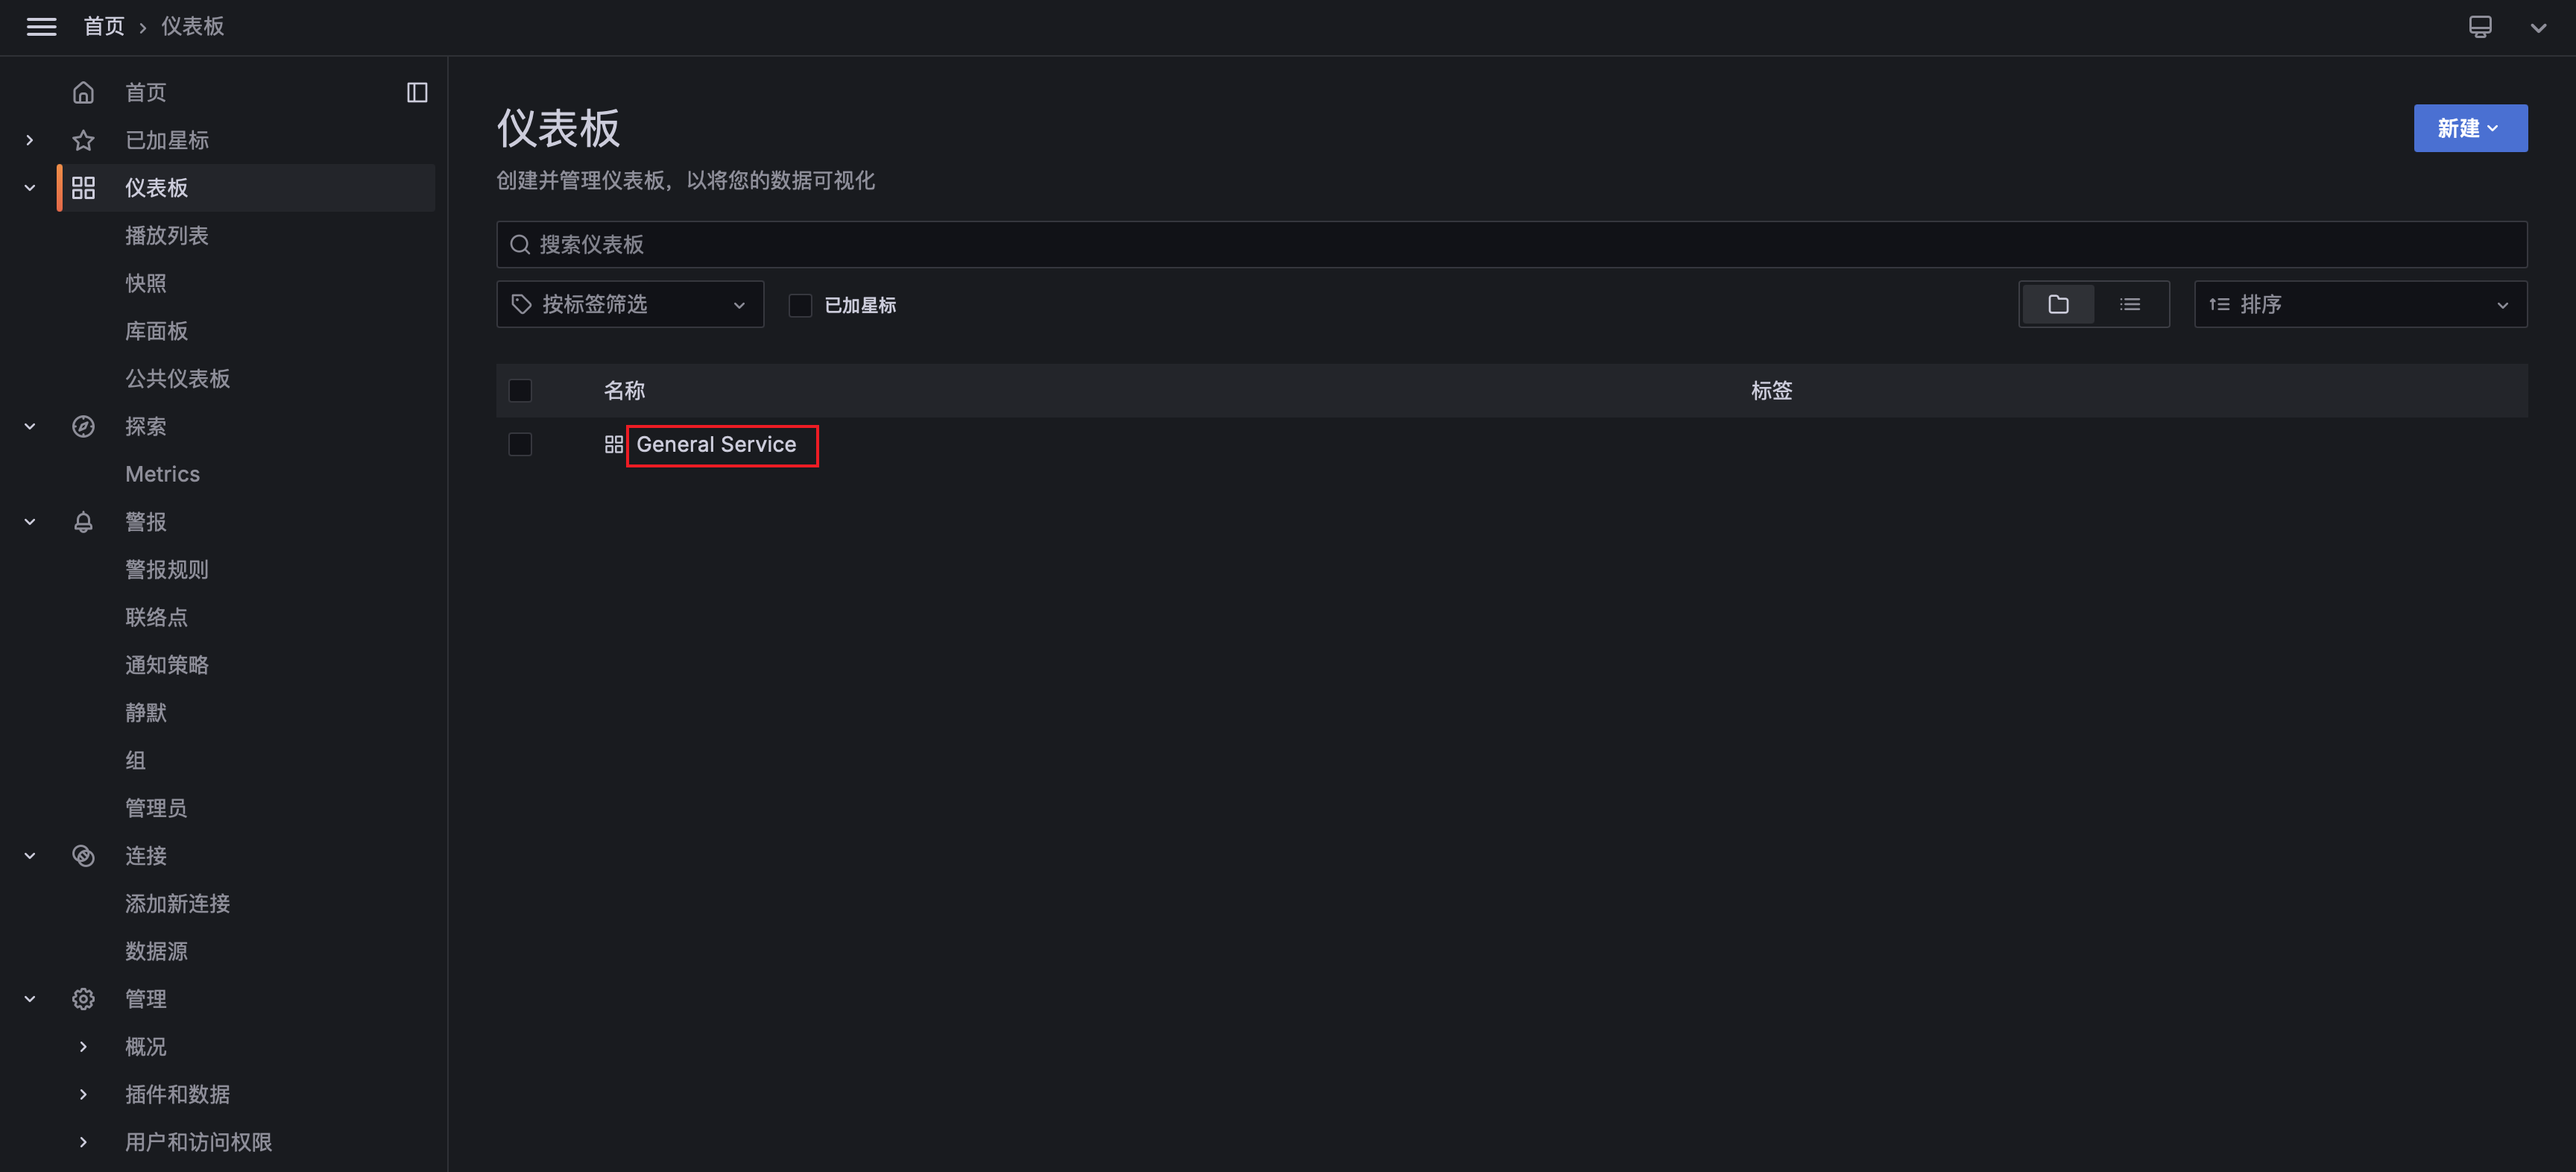 首页 › 仪表板
首页
已加星标
仪表板
播放列表
快照
库面板
公共仪表板
探索
Metrics
警报
警报规则
联络点
通知策略
静默
组
管理员
连接
添加新连接
数据源
管理
概况
插件和数据
用户和访问权限
仪表板
新建
创建并管理仪表板，以将您的数据可视化
搜索仪表板
按标签筛选 已加星标 排序
名称 标签
General Service